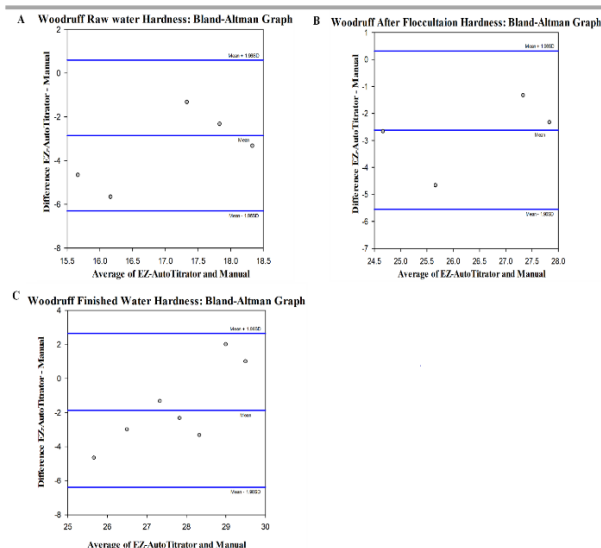 A Woodruff Raw water Hardness: Bland-Altman Graph
Difference EZ-AutoTitrator - Manual
2
0
-2
-4
-6
-8
Mean + 1.96SD
Mean
Mean - 1.96SD
15.5 16.0 16.5 17.0 17.5 18.0 18.5
Average of EZ-AutoTitrator and Manual
B Woodruff After Floccultaion Hardness: Bland-Altman Graph
Difference EZ-AutoTitrator - Manual
1
0
-1
-2
-3
-4
-5
-6
-7
Mean + 1.96SD
Mean
Mean - 1.96SD
24.5 25.0 25.5 26.0 26.5 27.0 27.5 28.0
Average of EZ-AutoTitrator and Manual
C Woodruff Finished Water Hardness: Bland-Altman Graph
Difference EZ-AutoTitrator - Manual
4
2
0
-2
-4
-6
-8
Mean + 1.96SD
Mean
Mean - 1.96SD
25 26 27 28 29 30
Average of EZ-AutoTitrator and Manual